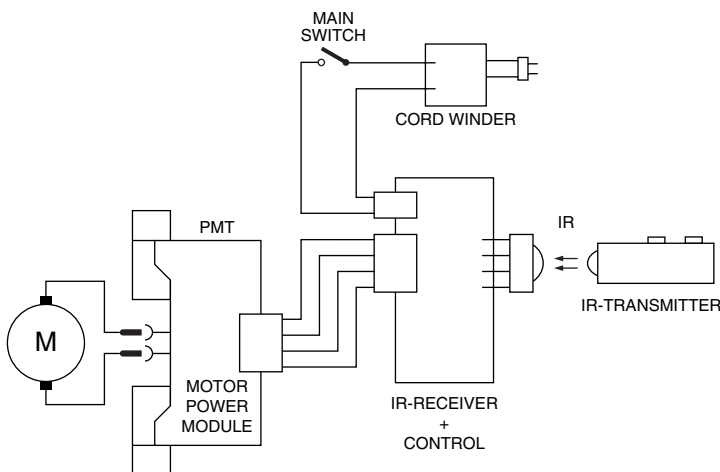 MAIN
SWITCH
CORD WINDER
PMT
IR
IR-TRANSMITTER
M
MOTOR
POWER
MODULE
IR-RECEIVER
+
CONTROL